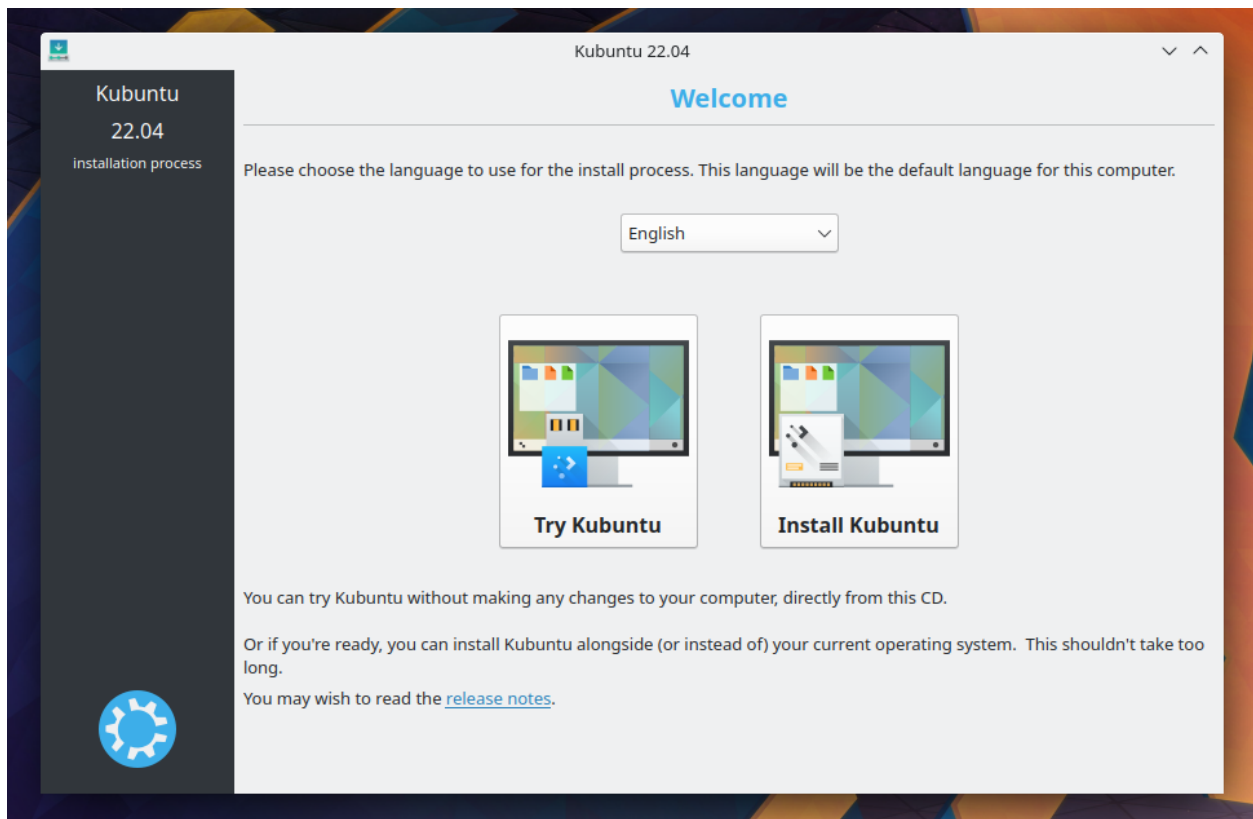 Kubuntu 22.04
Kubuntu
22.04
installation process
Welcome
Please choose the language to use for the install process. This language will be the default language for this computer.
English
Try Kubuntu
Install Kubuntu
You can try Kubuntu without making any changes to your computer, directly from this CD.
Or if you're ready, you can install Kubuntu alongside (or instead of) your current operating system.  This shouldn't take too
long.
You may wish to read the release notes.